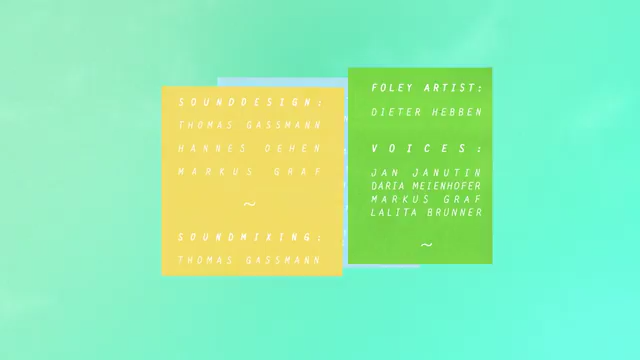 SOUNDDESIGN:
THOMAS GASSMANN
HANNES OEHEN
MARKUS GRAF
~
SOUNDMIXING:
THOMAS GASSMANN
FOLEY ARTIST:
DIETER HEBBEN
VOICES:
JAN JANUTIN
DARIA MEIENHOFER
MARKUS GRAF
LALITA BRUNNER
~